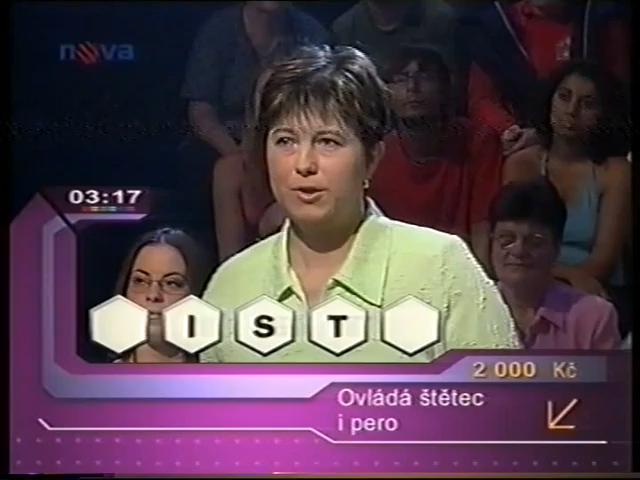 nova
03:17
I S T
2 000 Kč
Ovládá štětec
i pero